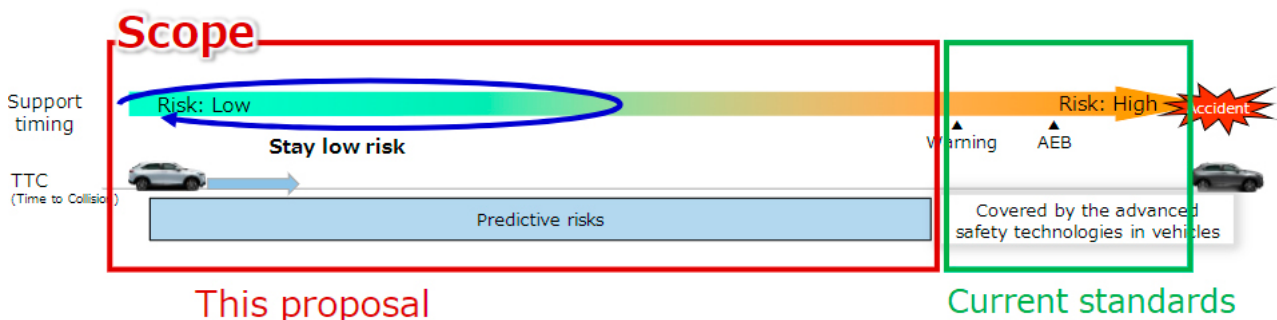 Scope
Support
timing
Risk: Low
Risk: High
Accident
Stay low risk
Warning
AEB
TTC
(Time to Collision)
Predictive risks
Covered by the advanced
safety technologies in vehicles
This proposal
Current standards